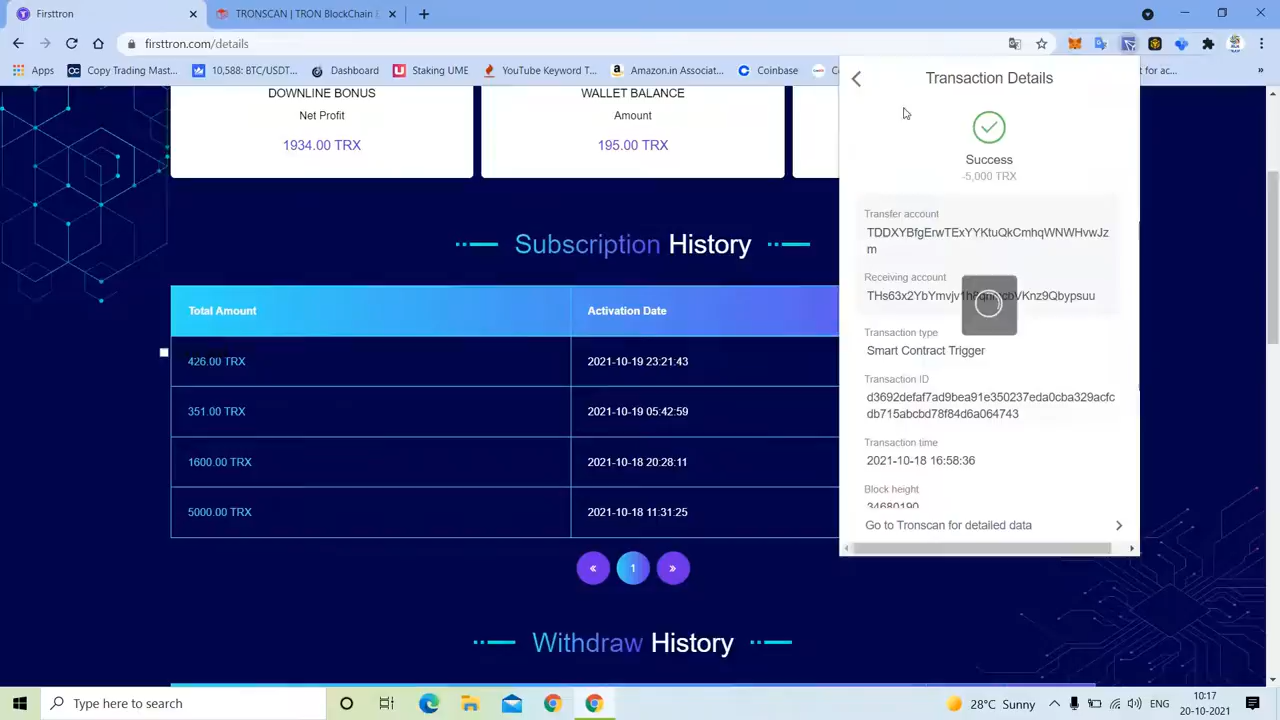 Firsttron
TRONSCAN | TRON BlockChain E
firsttron.com/details
Apps
Copy Trading Mast...
10,588: BTC/USDT...
Dashboard
Staking UME
YouTube Keyword T...
Amazon.in Associat...
Coinbase
for ac...
»
DOWNLINE BONUS
Net Profit
1934.00 TRX
WALLET BALANCE
Amount
195.00 TRX
Subscription History
Total Amount
Activation Date
426.00 TRX
2021-10-19 23:21:43
351.00 TRX
2021-10-19 05:42:59
1600.00 TRX
2021-10-18 20:28:11
5000.00 TRX
2021-10-18 11:31:25
«
1
»
Withdraw History
Transaction Details
Success
-5,000 TRX
Transfer account
TDDXYBfgErwTExYYKtuQkCmhqWNWHvwJz
m
Receiving account
Transaction type
Smart Contract Trigger
Transaction ID
d3692defaf7ad9bea91e350237eda0cba329acfc
db715abcbd78f84d6a064743
Transaction time
2021-10-18 16:58:36
Block height
34680190
Go to Tronscan for detailed data
Type here to search
28°C Sunny
ENG
10:17
20-10-2021